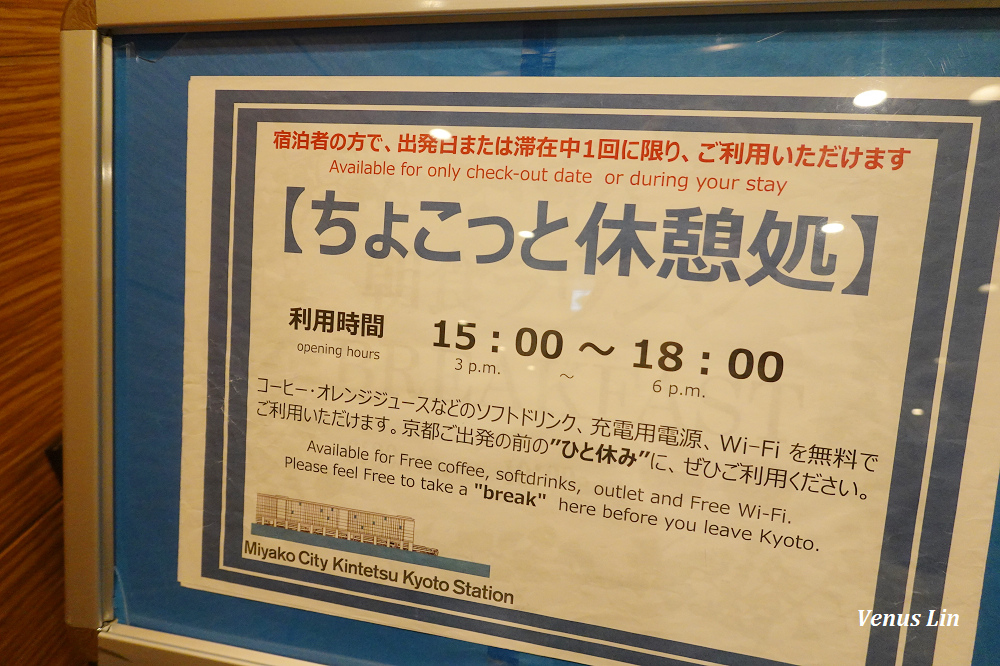 宿泊者の方で、出発日または滞在中1回に限り、ご利用いただけます
Available for only check-out date or during your stay
【ちょこっと休憩処】
利用時間 15：00 ～ 18：00
opening hours 3 p.m. ～ 6 p.m.
コーヒー・オレンジジュースなどのソフトドリンク、充電用電源、Wi-Fi を無料で
ご利用いただけます。京都ご出発の前の"ひと休み"に、ぜひご利用ください。
Available for Free coffee, softdrinks, outlet and Free Wi-Fi.
Please feel Free to take a "break" here before you leave Kyoto.
Miyako City Kintetsu Kyoto Station
Venus Lin